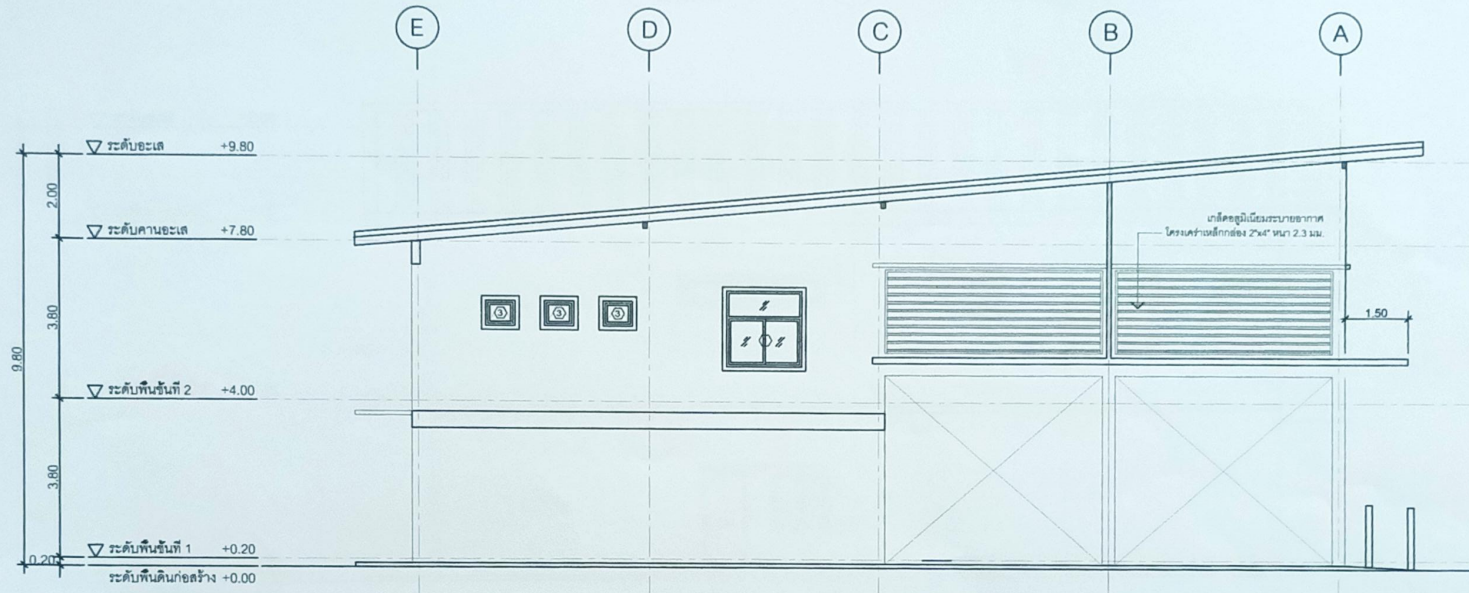 E
D
C
B
A
ระดับอะเส +9.80
2.00
ระดับคานอะเส +7.80
เกล็ดอลูมิเนียมระบายอากาศ
โครงเคร่าเหล็กกล่อง 2"x4" หนา 2.3 มม.
3
3
3
1.50
3.80
9.80
ระดับพื้นชั้นที่ 2 +4.00
3.80
ระดับพื้นชั้นที่ 1 +0.20
0.20
ระดับพื้นดินก่อสร้าง +0.00